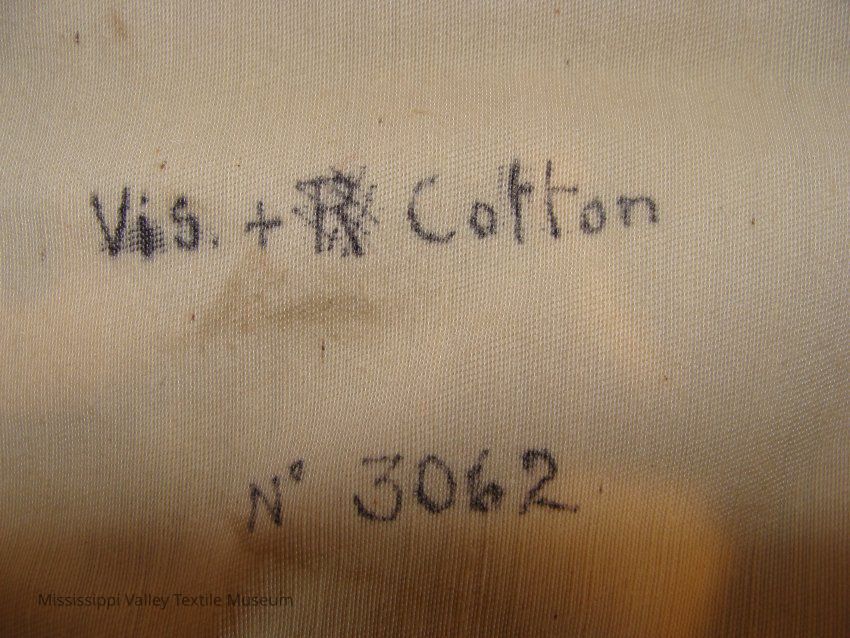 Vis. + Cotton
N° 3062
Mississippi Valley Textile Museum